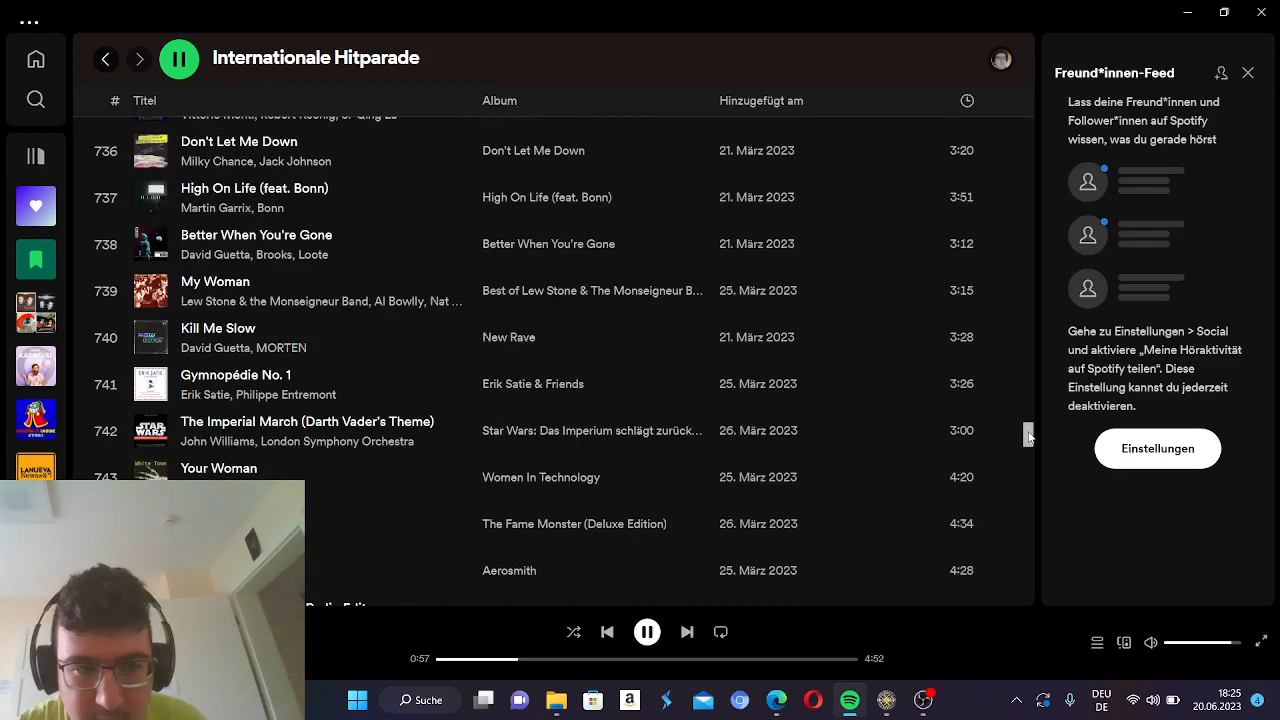 ...
Internationale Hitparade
# Titel Album Hinzugefügt am
736 Don't Let Me Down Don't Let Me Down 21. März 2023 3:20
Milky Chance, Jack Johnson
737 High On Life (feat. Bonn) High On Life (feat. Bonn) 21. März 2023 3:51
Martin Garrix, Bonn
738 Better When You're Gone Better When You're Gone 21. März 2023 3:12
David Guetta, Brooks, Loote
739 My Woman Best of Lew Stone & The Monseigneur B... 25. März 2023 3:15
Lew Stone & the Monseigneur Band, Al Bowlly, Nat ...
740 Kill Me Slow New Rave 21. März 2023 3:28
David Guetta, MORTEN
741 Gymnopédie No. 1 Erik Satie & Friends 25. März 2023 3:26
Erik Satie, Philippe Entremont
742 The Imperial March (Darth Vader's Theme) Star Wars: Das Imperium schlägt zurück... 26. März 2023 3:00
John Williams, London Symphony Orchestra
743 Your Woman Women In Technology 25. März 2023 4:20
The Fame Monster (Deluxe Edition) 26. März 2023 4:34
Aerosmith 25. März 2023 4:28
Radio Edit
Freund*innen-Feed
Lass deine Freund*innen und
Follower*innen auf Spotify
wissen, was du gerade hörst
Gehe zu Einstellungen > Social
und aktiviere „Meine Höraktivität
auf Spotify teilen“. Diese
Einstellung kannst du jederzeit
deaktivieren.
Einstellungen
KARNEVAL
LANUEVA
STAR WARS
White Town
0:57 4:52
Suche
DEU
DE
18:25
20.06.2023
4